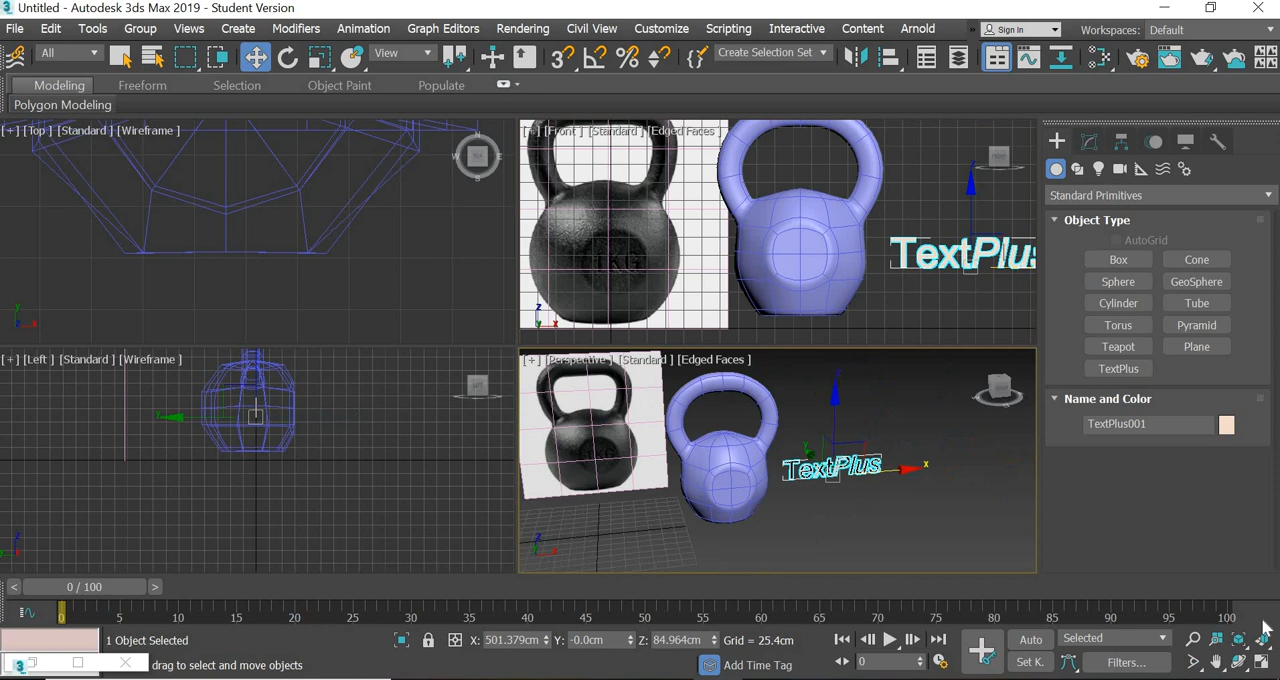 Untitled - Autodesk 3ds Max 2019 - Student Version
File Edit Tools Group Views Create Modifiers Animation Graph Editors Rendering Civil View Customize Scripting Interactive Content Arnold » Sign In Workspaces: Default
All View Create Selection Set
Modeling Freeform Selection Object Paint Populate
Polygon Modeling
[+] [Top ] [Standard ] [Wireframe ]
[+] [Front ] [Standard ] [Edged Faces ]
N
W E
S
TextPlus
Standard Primitives
Object Type
AutoGrid
Box Cone
Sphere GeoSphere
Cylinder Tube
Torus Pyramid
Teapot Plane
TextPlus
Name and Color
TextPlus001
y
x
z
x
[+] [Left ] [Standard ] [Wireframe ]
[+] [Perspective ] [Standard ] [Edged Faces ]
LEFT
TextPlus
x
0 / 100
0 5 10 15 20 25 30 35 40 45 50 55 60 65 70 75 80 85 90 95 100
1 Object Selected
X: 501.379cm Y: -0.0cm Z: 84.964cm Grid = 25.4cm
Auto Selected
drag to select and move objects
Add Time Tag
0
Set K. Filters...
3
MAX